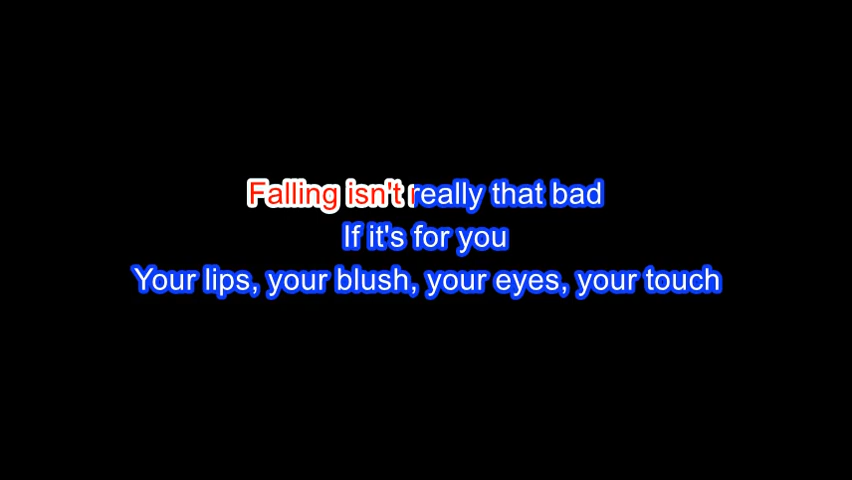 Falling isn't really that bad
If it's for you
Your lips, your blush, your eyes, your touch